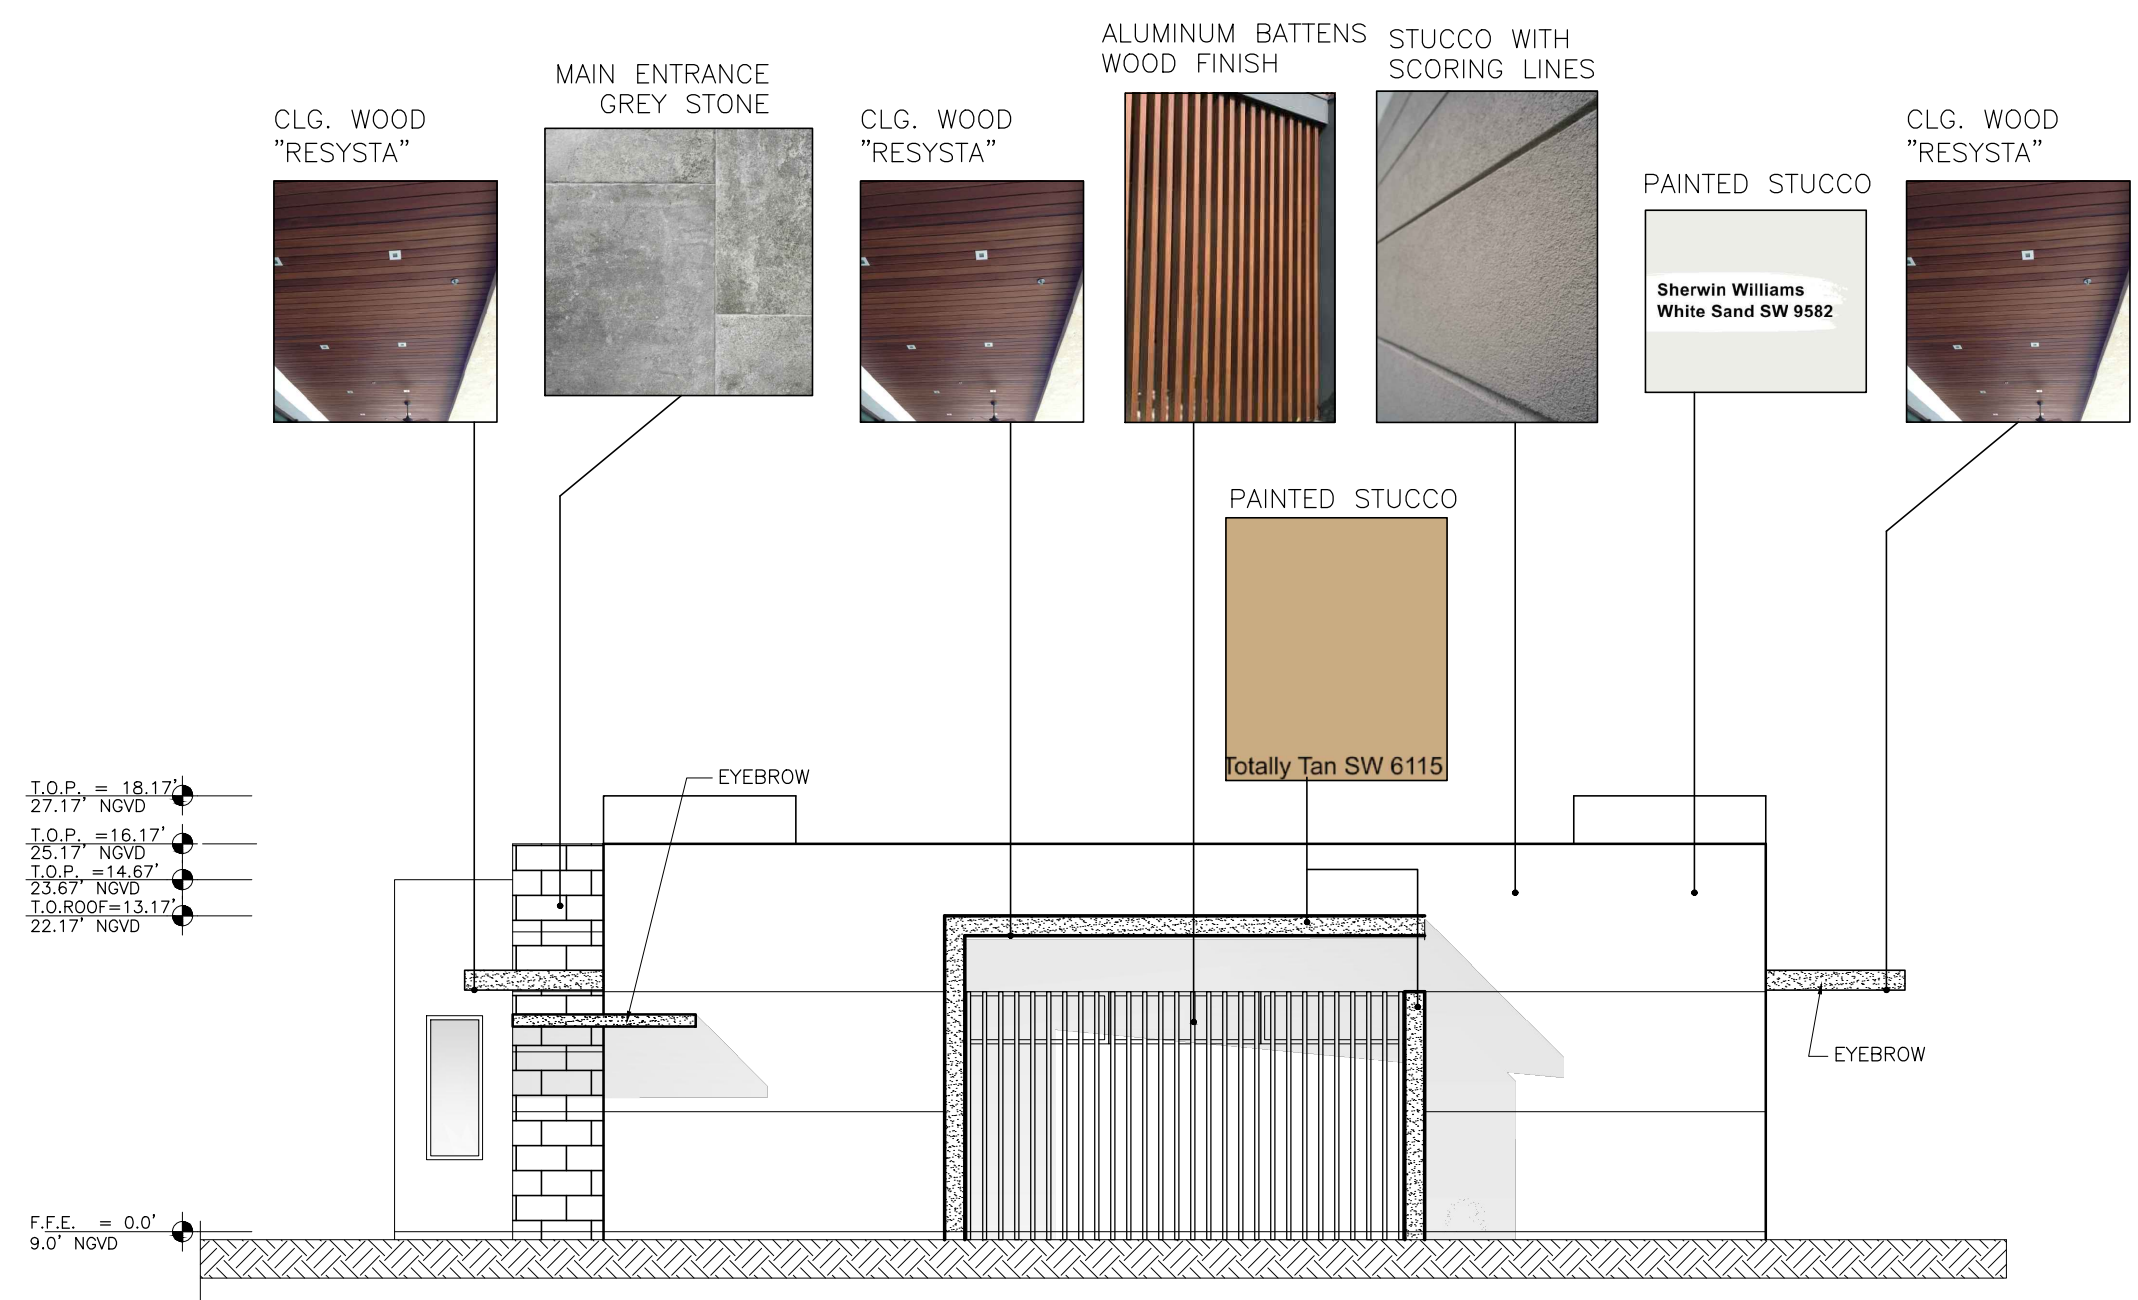 ALUMINUM BATTENS
WOOD FINISH
STUCCO WITH
SCORING LINES
MAIN ENTRANCE
GREY STONE
CLG. WOOD
"RESYSTA"
CLG. WOOD
"RESYSTA"
CLG. WOOD
"RESYSTA"
PAINTED STUCCO
Sherwin Williams
White Sand SW 9582
PAINTED STUCCO
Totally Tan SW 6115
EYEBROW
T.O.P. = 18.17'
27.17' NGVD
T.O.P. =16.17'
25.17' NGVD
T.O.P. =14.67'
23.67' NGVD
T.O.ROOF=13.17'
22.17' NGVD
EYEBROW
F.F.E. = 0.0'
9.0' NGVD